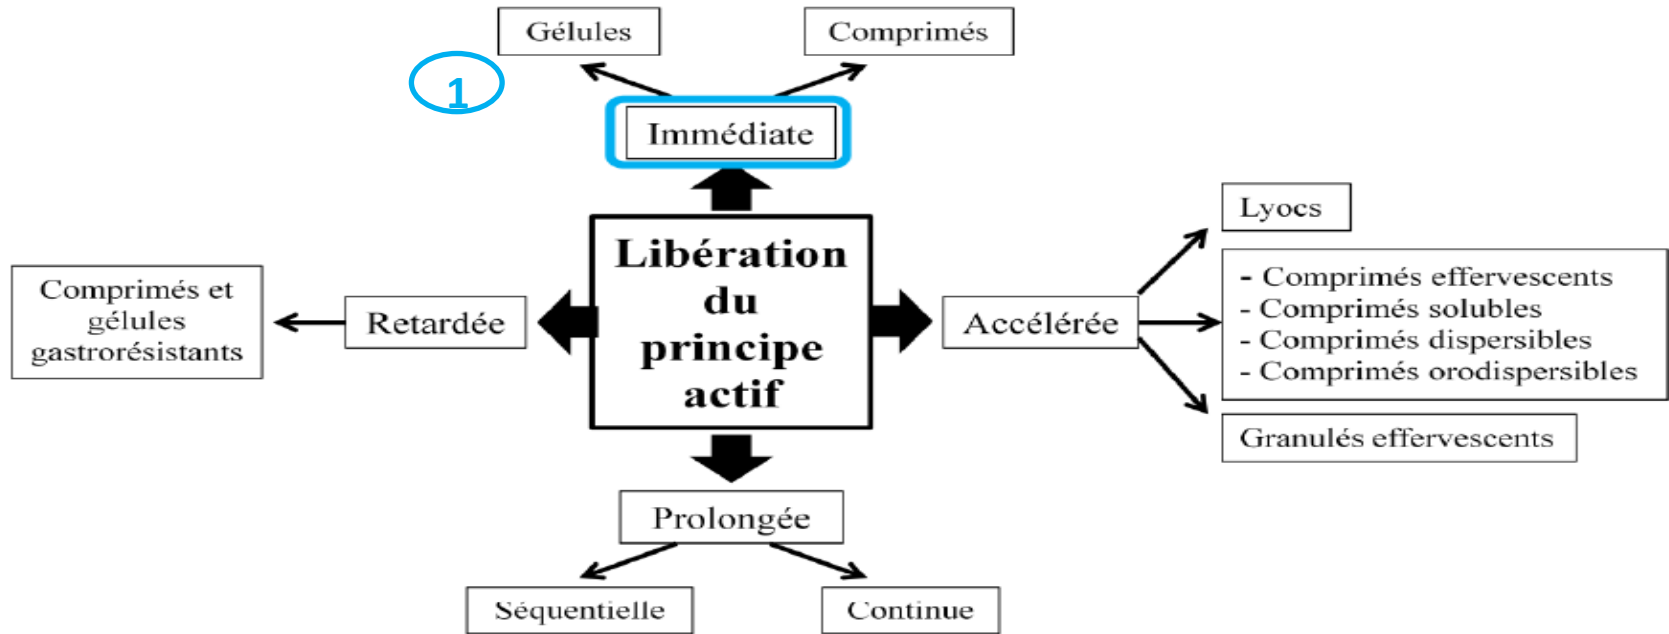 Gélules
Comprimés
1
Immédiate
Lyocs
Libération
du
principe
actif
- Comprimés effervescents
- Comprimés solubles
- Comprimés dispersibles
- Comprimés orodispersibles
Comprimés et
gélules
gastrorésistants
Retardée
Accélérée
Granulés effervescents
Prolongée
Séquentielle
Continue